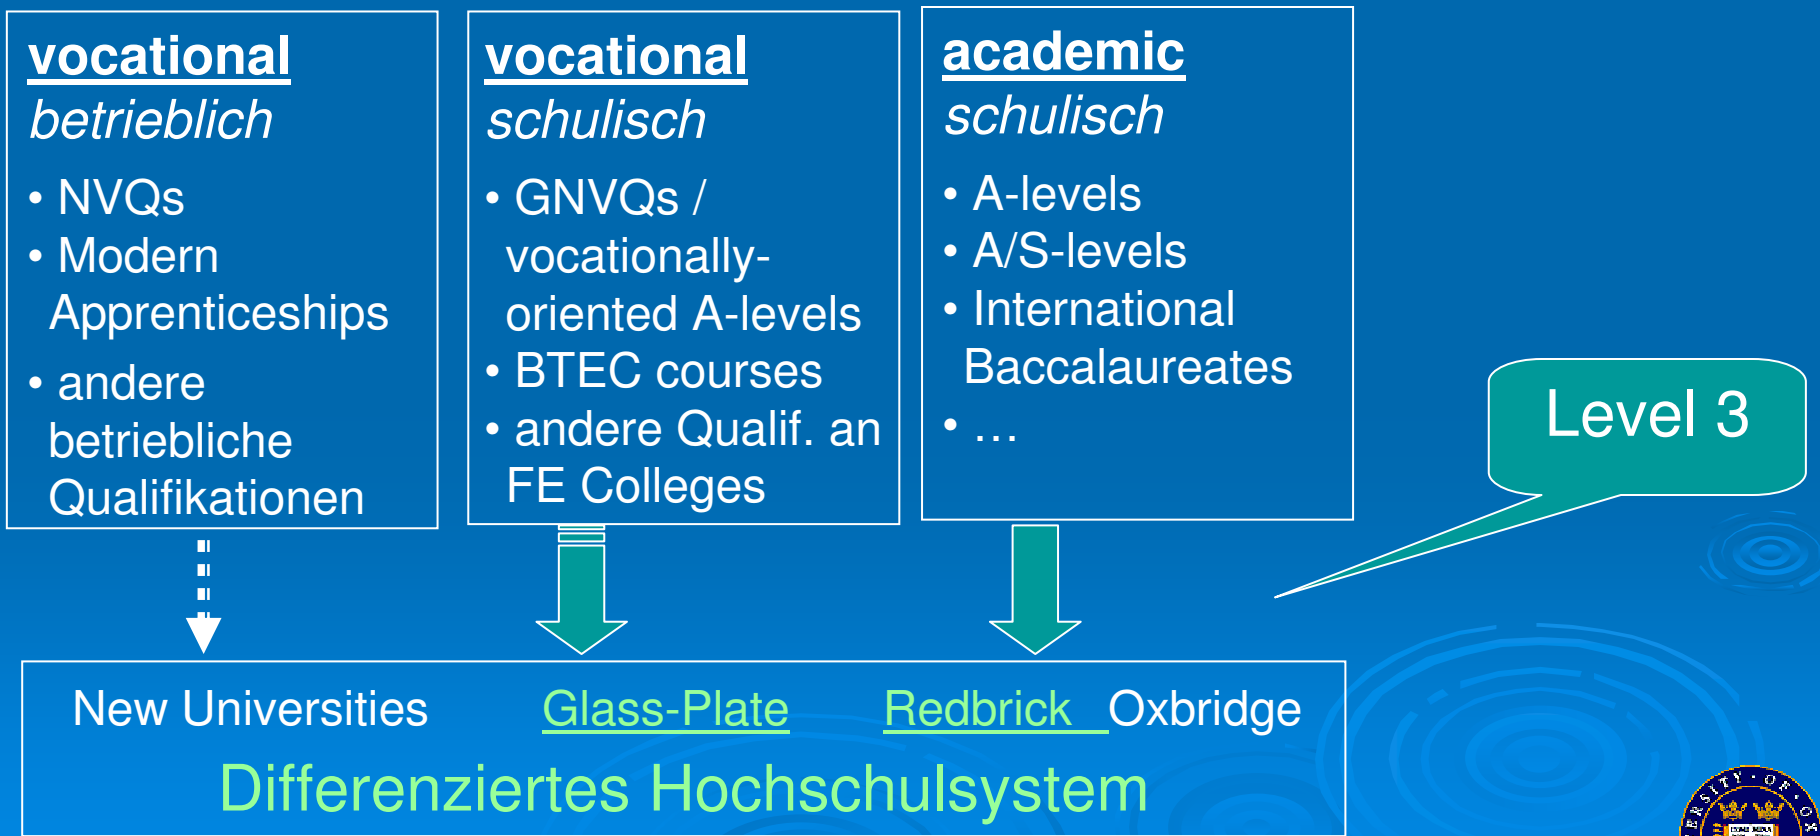 vocational
betrieblich
• NVQs
• Modern
Apprenticeships
• andere
betriebliche
Qualifikationen
vocational
schulisch
• GNVQs /
vocationally-
oriented A-levels
• BTEC courses
• andere Qualif. an
FE Colleges
academic
schulisch
• A-levels
• A/S-levels
• International
Baccalaureates
• …
Level 3
New Universities Glass-Plate Redbrick Oxbridge
Differenziertes Hochschulsystem